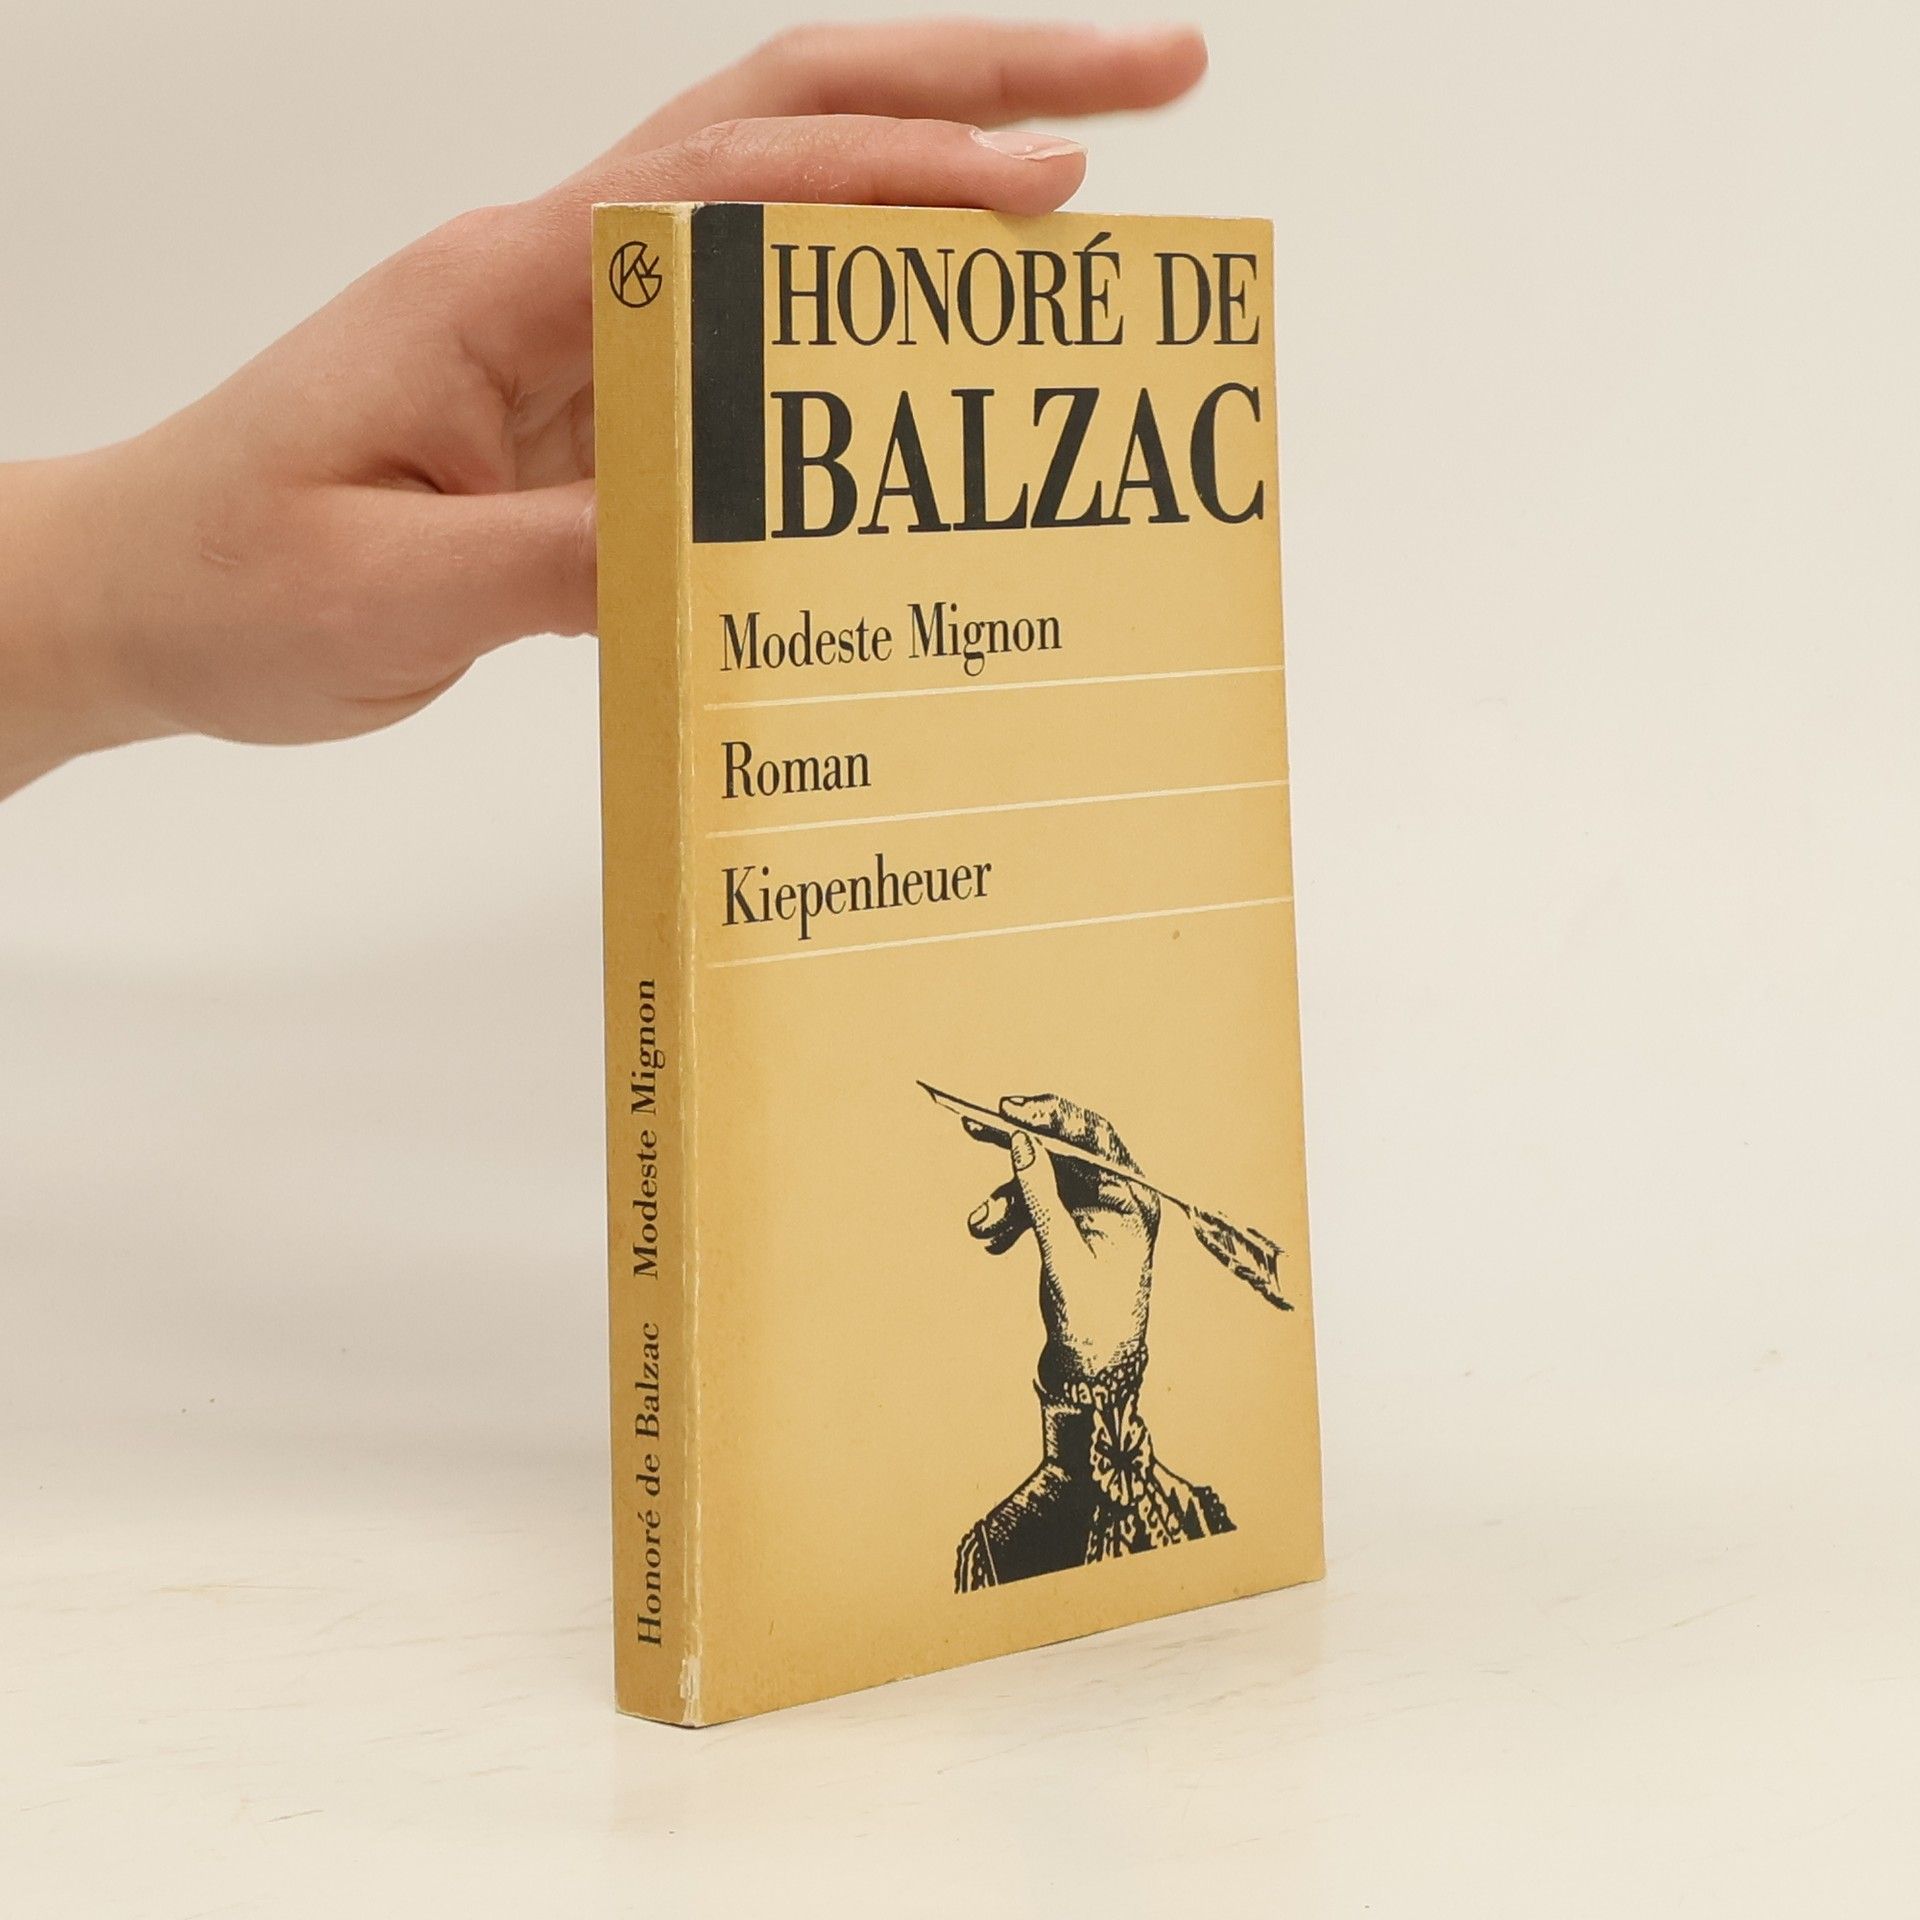 HONORÉ DE
BALZAC
Modeste Mignon
Roman
Kiepenheuer
Honoré de Balzac Modeste Mignon